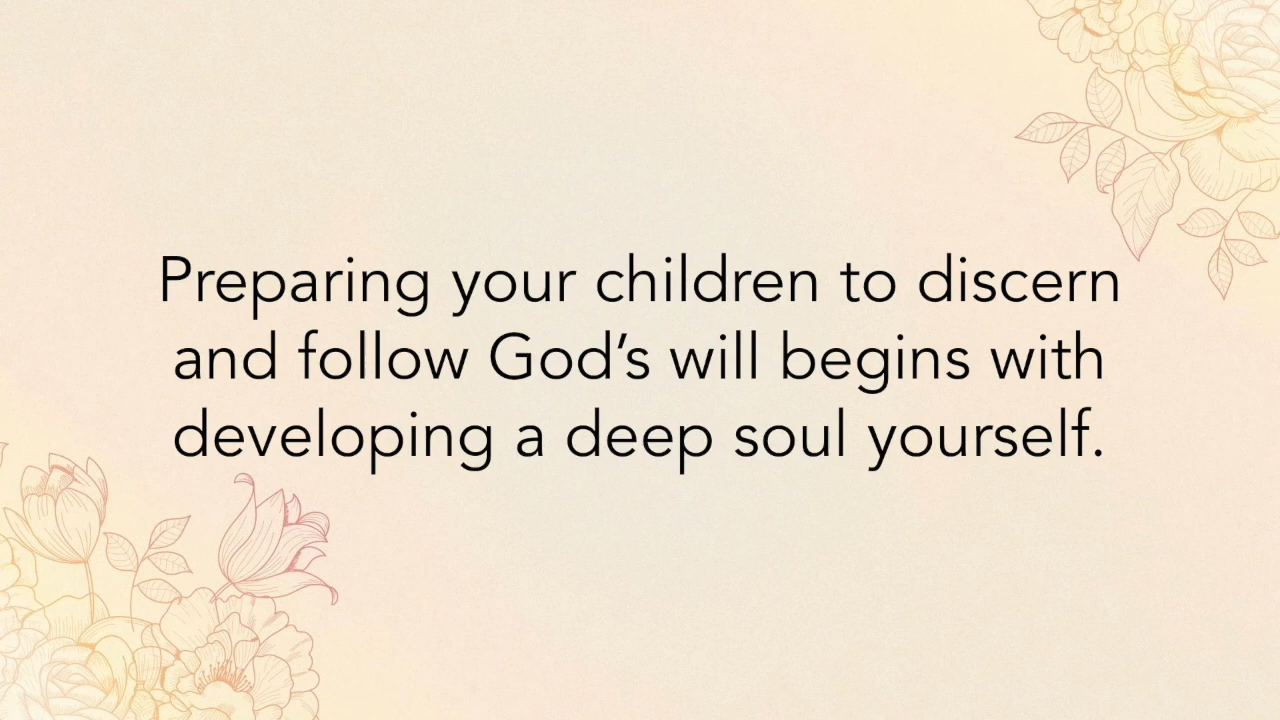 Preparing your children to discern
and follow God’s will begins with
developing a deep soul yourself.